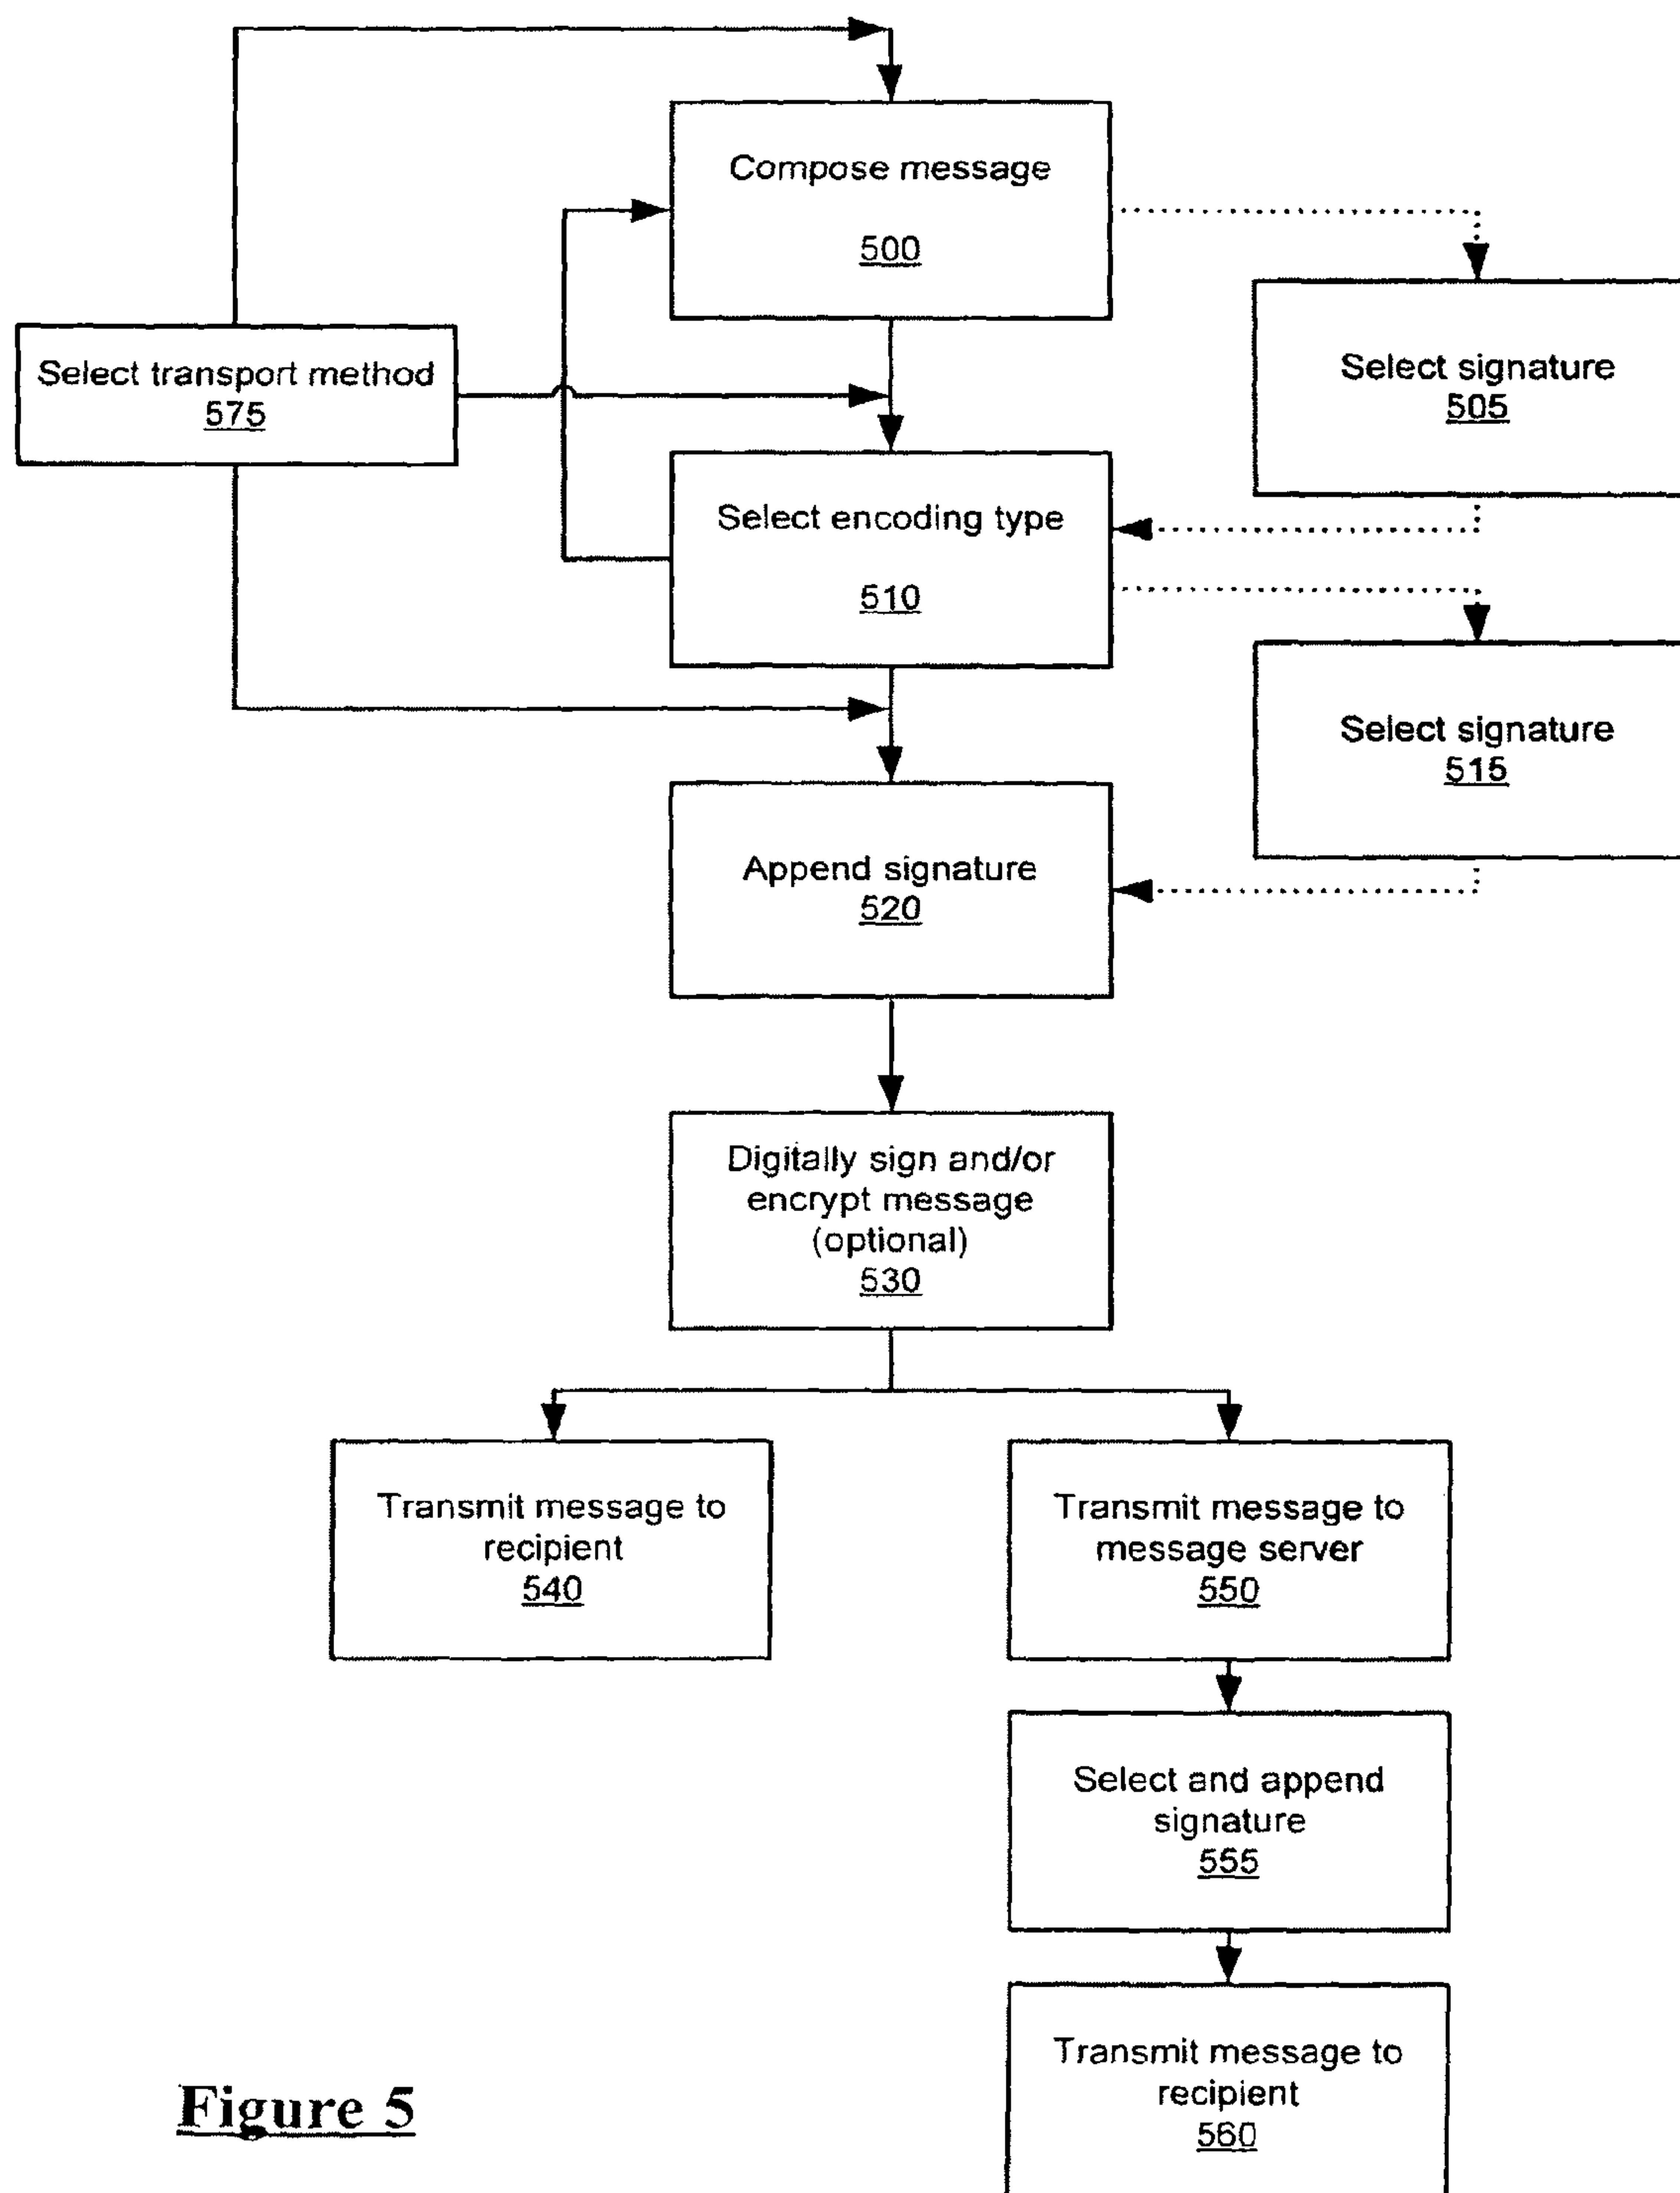 Compose message
500
Select transport method
575
Select signature
505
Select encoding type
510
Select signature
515
Append signature
520
Digitally sign and/or
encrypt message
(optional)
530
Transmit message to
recipient
540
Transmit message to
message server
550
Select and append
signature
555
Transmit message to
recipient
560
Figure 5